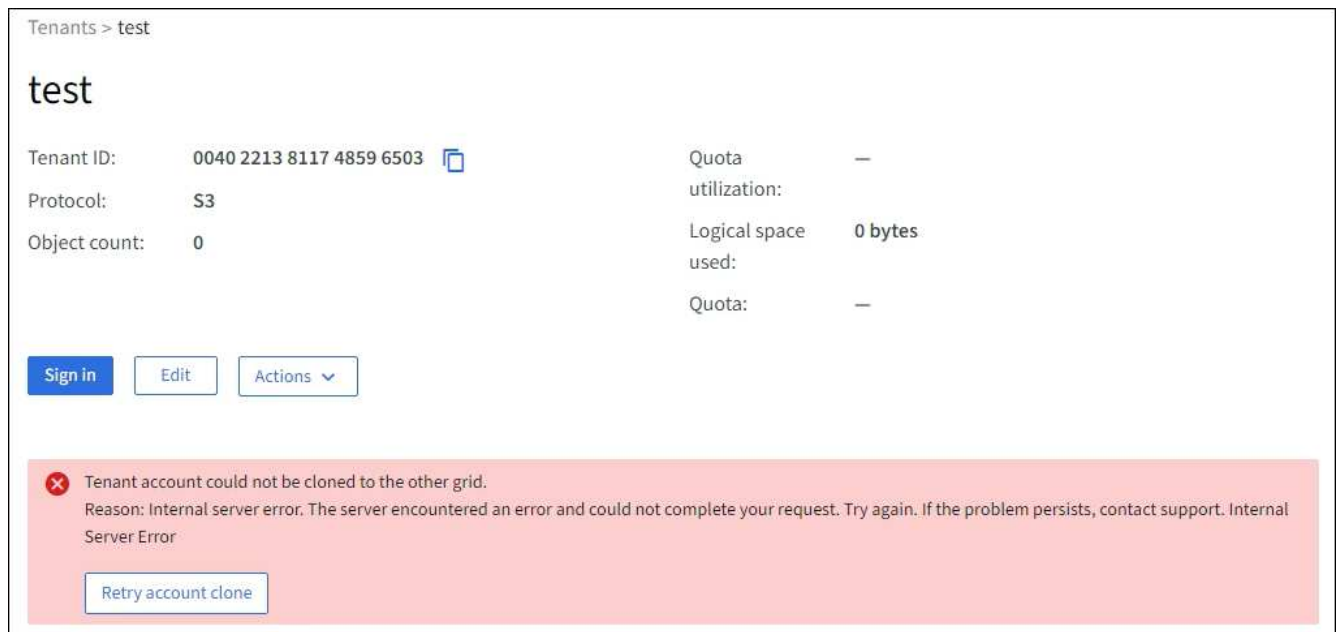 Tenants > test
test
Tenant ID: 0040 2213 8117 4859 6503
Protocol: S3
Object count: 0
Quota utilization: —
Logical space used: 0 bytes
Quota: —
Sign in Edit Actions
Tenant account could not be cloned to the other grid.
Reason: Internal server error. The server encountered an error and could not complete your request. Try again. If the problem persists, contact support. Internal
Server Error
Retry account clone